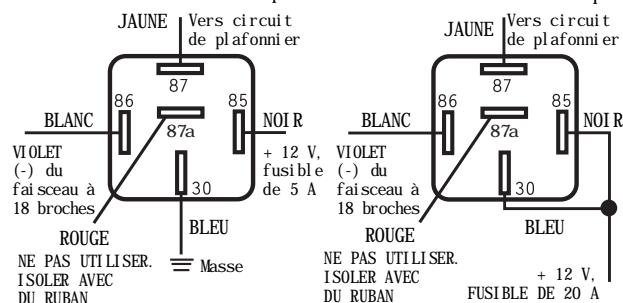 JAUNE
Vers circuit
de plafonnier
87
86
85
BLANC
87a
NOIR
VIOLET
(-) du
faisceau à
18 broches
+ 12 V,
fusible
de 5 A
30
BLEU
ROUGE
NE PAS UTILISER.
ISOLER AVEC
DU RUBAN
Masse
JAUNE
Vers circuit
de plafonnier
87
86
85
BLANC
87a
NOIR
VIOLET
(-) du
faisceau à
18 broches
30
BLEU
ROUGE
NE PAS UTILISER.
ISOLER AVEC
DU RUBAN
+ 12 V,
FUSIBLE DE 20 A